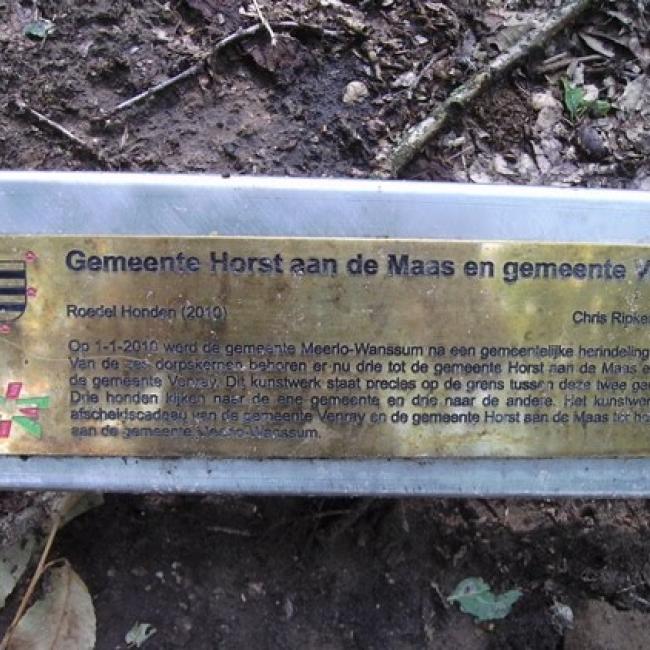 Gemeente Horst aan de Maas en gemeente V
Roedel Honden (2010)
Chris Ripke
Op 1-1-2010 werd de gemeente Meerlo-Wanssum na een gemeentelijke herindeling
Van de zes dorpskernen behoren er nu drie tot de gemeente Horst aan de Maas e
de gemeente Venray. Dit kunstwerk staat precies op de grens tussen deze twee
Drie honden kijken naar de ene gemeente en drie naar de andere. Het kunstwer
afscheidscadeau van de gemeente Venray en de gemeente Horst aan de Maas ter
aan de gemeente Meerlo-Wanssum.